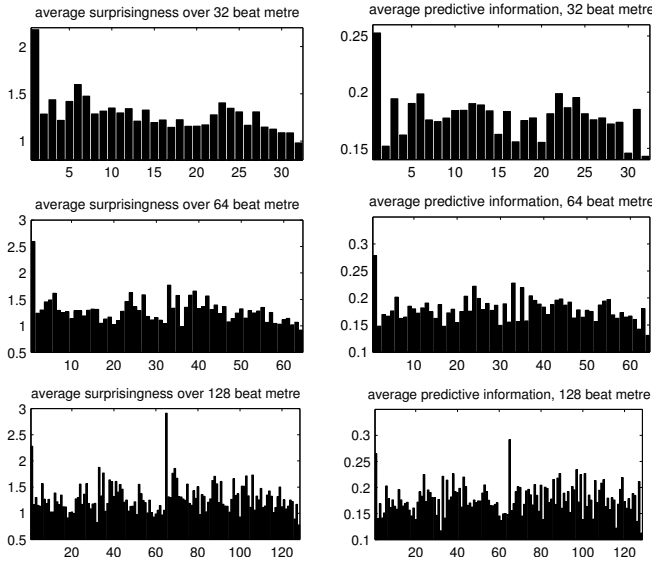 average surprisingness over 32 beat metre
2
1.5
1
5 10 15 20 25 30
average predictive information, 32 beat metre
0.25
0.2
0.15
5 10 15 20 25 30
average surprisingness over 64 beat metre
3
2.5
2
1.5
1
0.5
10 20 30 40 50 60
average predictive information, 64 beat metre
0.3
0.25
0.2
0.15
0.1
10 20 30 40 50 60
average surprisingness over 128 beat metre
3
2.5
2
1.5
1
0.5
20 40 60 80 100 120
average predictive information, 128 beat metre
0.3
0.25
0.2
0.15
0.1
20 40 60 80 100 120